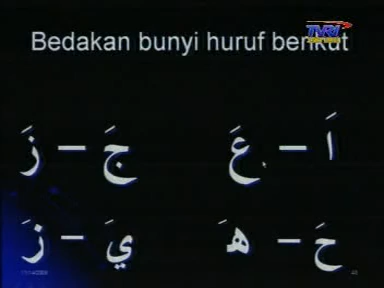 Bedakan bunyi huruf berikut
TVRI
اَ – عَ جَ – زَ
حَ – هَـ يَ – زَ